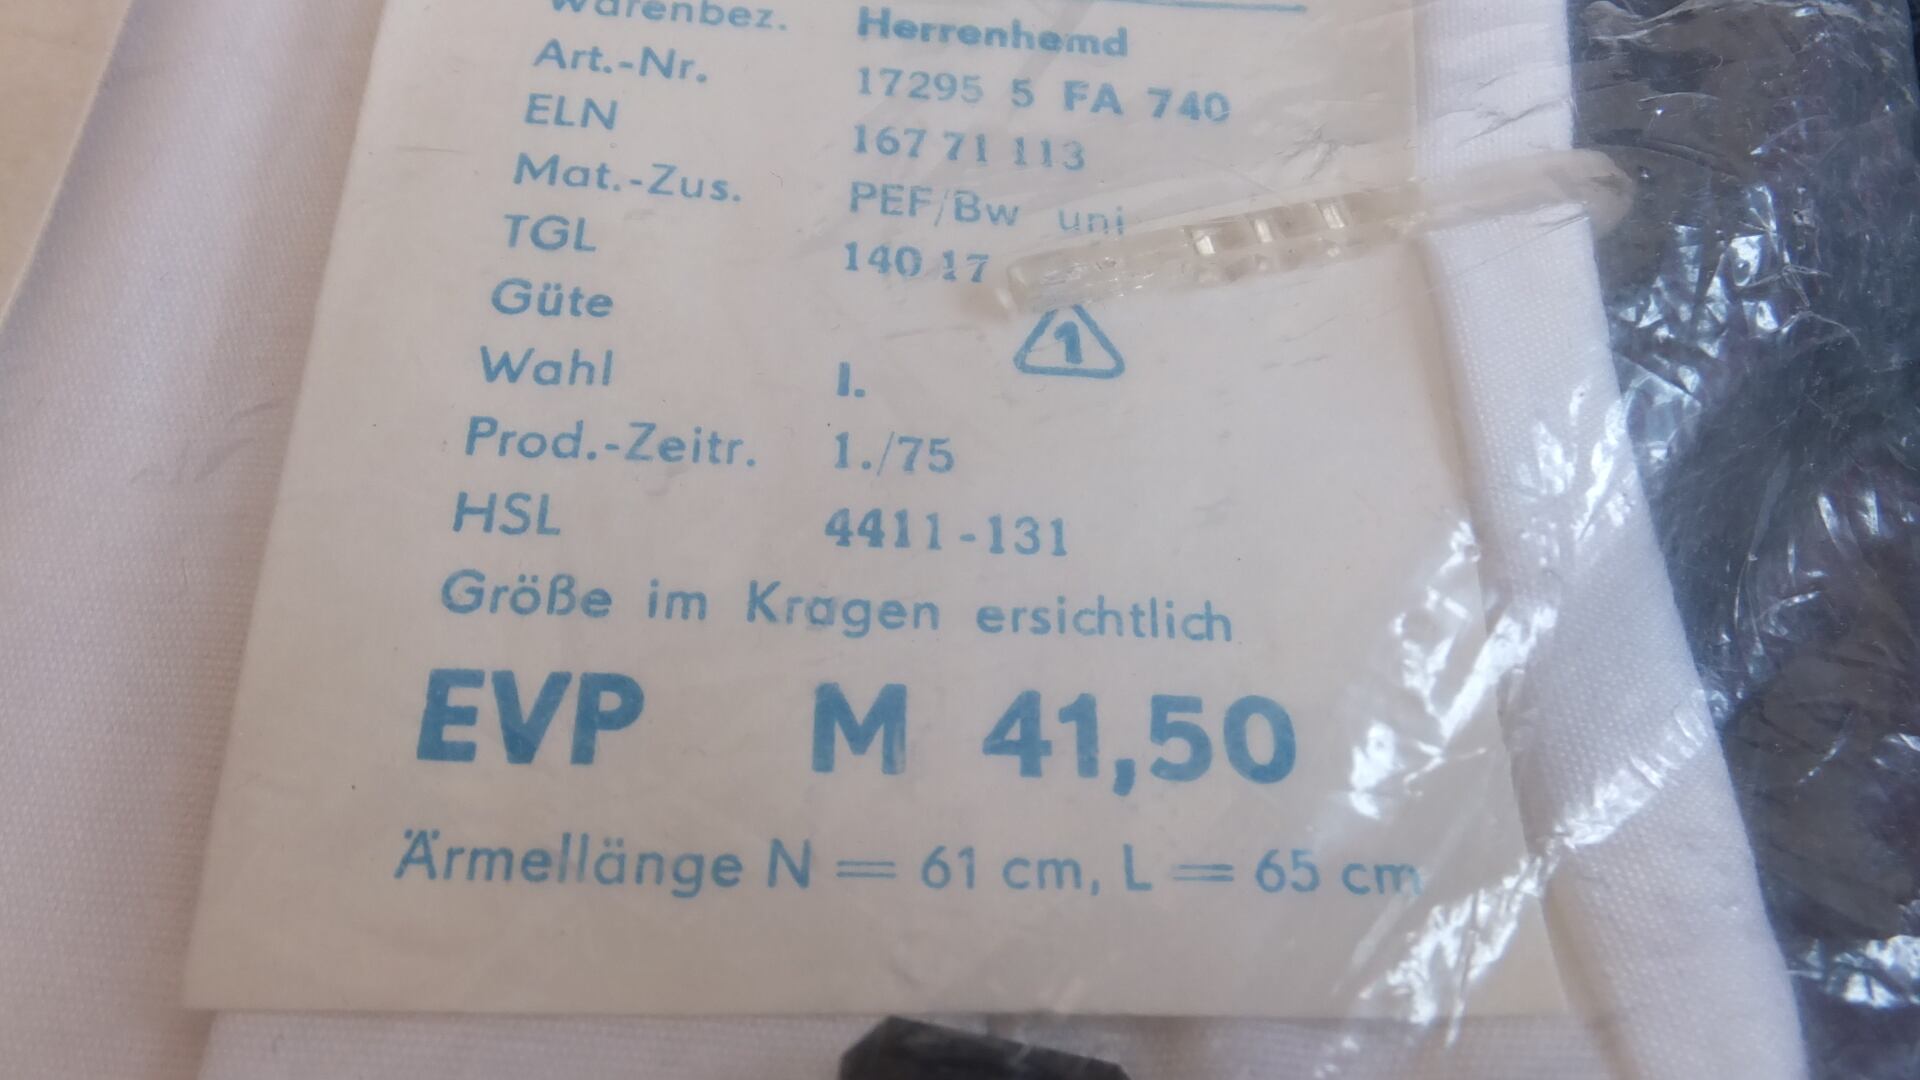 Warenbez. Herrenhemd
Art.-Nr. 17295 5 FA 740
ELN 167 71 113
Mat.-Zus. PEF/Bw uni
TGL 140 17
Güte 1
Wahl I.
Prod.-Zeitr. 1./75
HSL 4411-131
Größe im Kragen ersichtlich
EVP M 41,50
Ärmellänge N = 61 cm, L = 65 cm